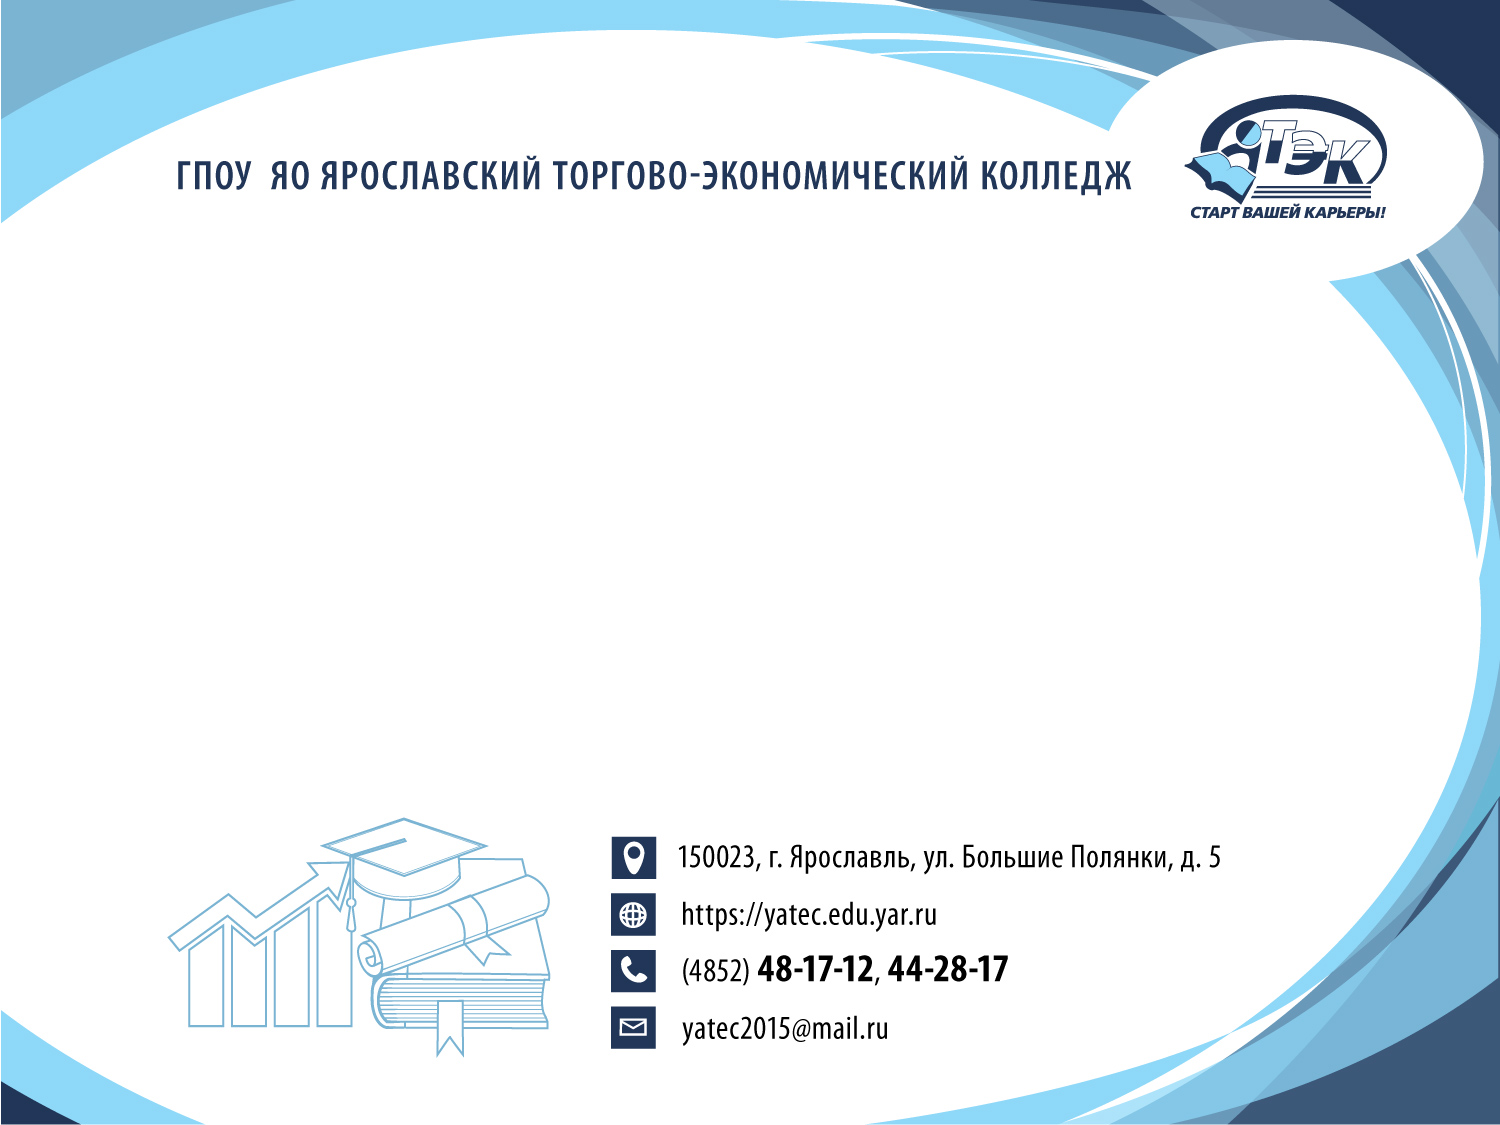 ГПОУ ЯО ЯРОСЛАВСКИЙ ТОРГОВО-ЭКОНОМИЧЕСКИЙ КОЛЛЕДЖ
ЯТЭК
СТАРТ ВАШЕЙ КАРЬЕРЫ!
150023, г. Ярославль, ул. Большие Полянки, д. 5
https://yatec.edu.yar.ru
(4852) 48-17-12, 44-28-17
yatec2015@mail.ru